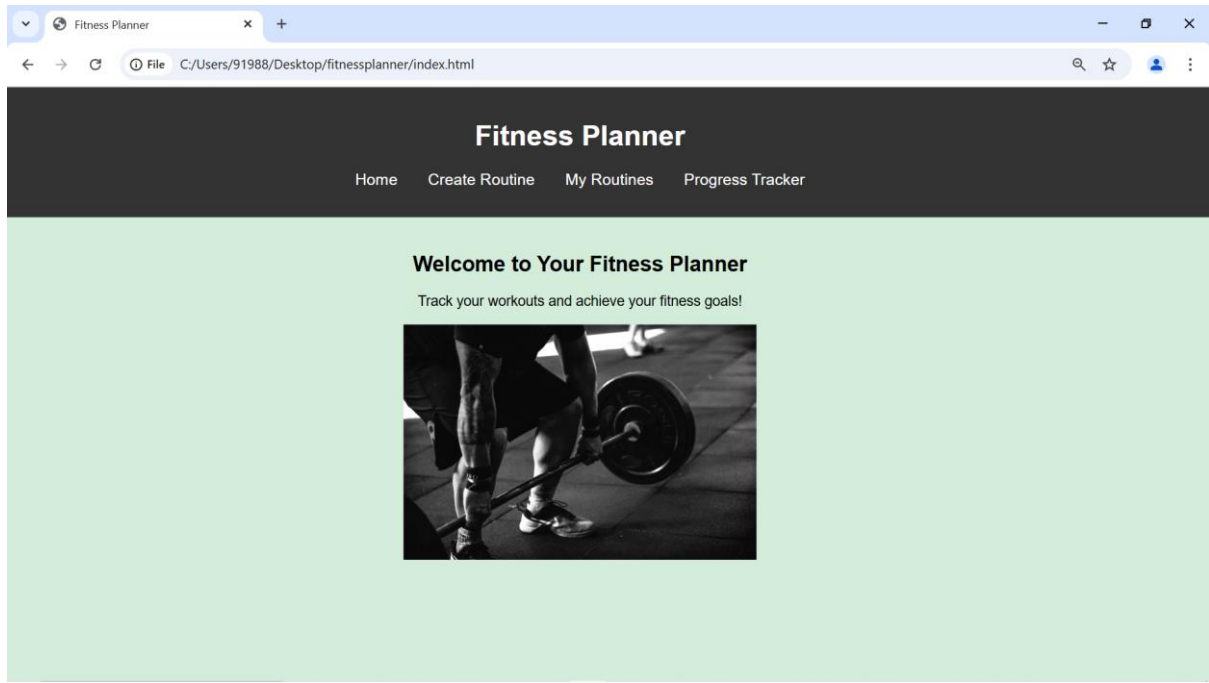 Fitness Planner
File C:/Users/91988/Desktop/fitnessplanner/index.html
Fitness Planner
Home Create Routine My Routines Progress Tracker
Welcome to Your Fitness Planner
Track your workouts and achieve your fitness goals!